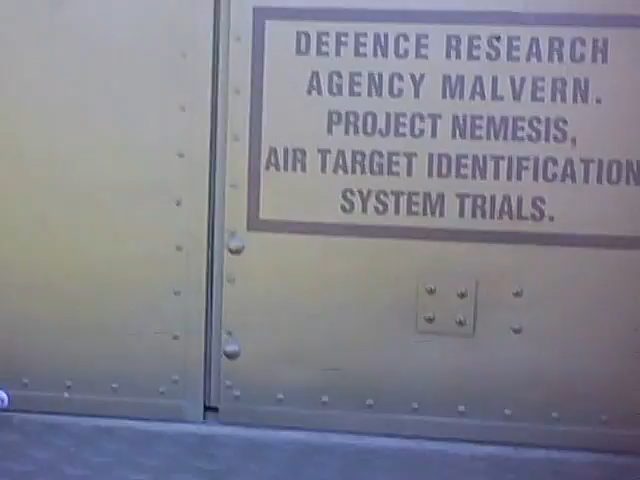 DEFENCE RESEARCH
AGENCY MALVERN.
PROJECT NEMESIS,
AIR TARGET IDENTIFICATION
SYSTEM TRIALS.